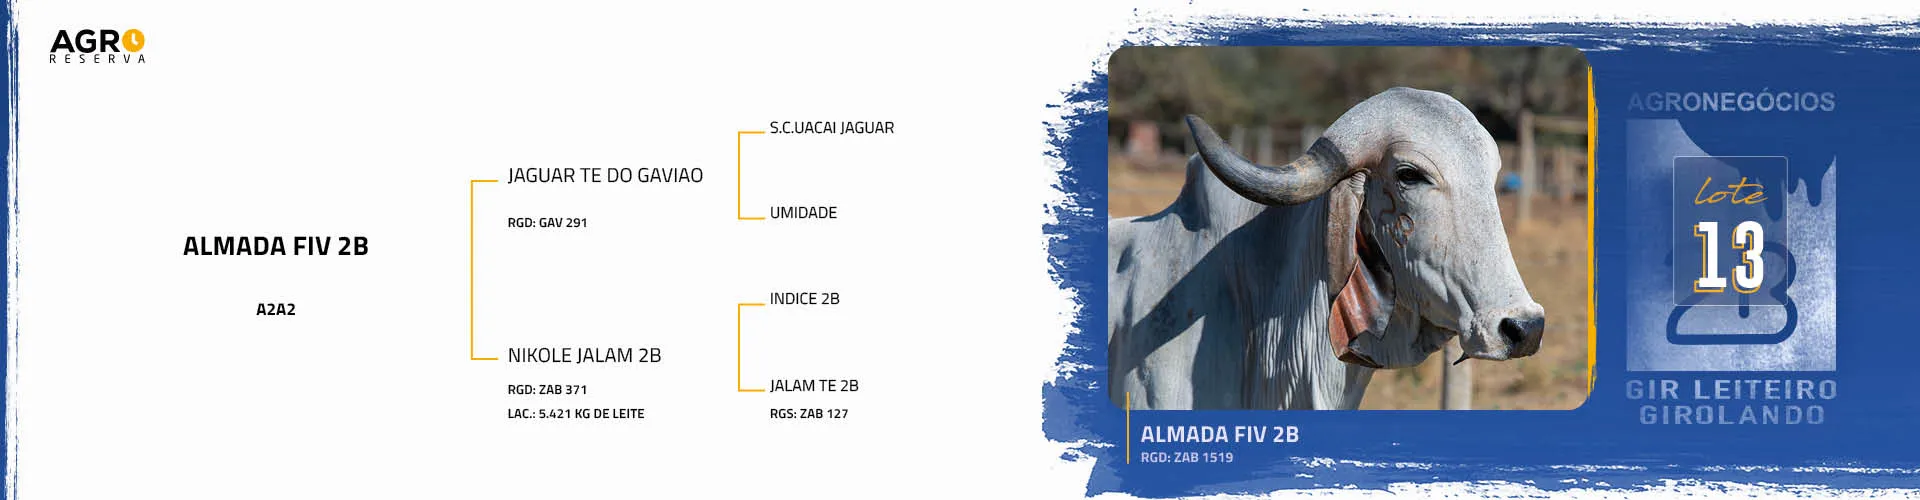 AGRO
RESERVA
ALMADA FIV 2B
A2A2
JAGUAR TE DO GAVIAO
RGD: GAV 291
NIKOLE JALAM 2B
RGD: ZAB 371
LAC.: 5.421 KG DE LEITE
S.C.UACAI JAGUAR
UMIDADE
INDICE 2B
JALAM TE 2B
RGS: ZAB 127
ALMADA FIV 2B
RGD: ZAB 1519
AGRONEGÓCIOS
lote
13
2B
GIR LEITEIRO
GIROLANDO